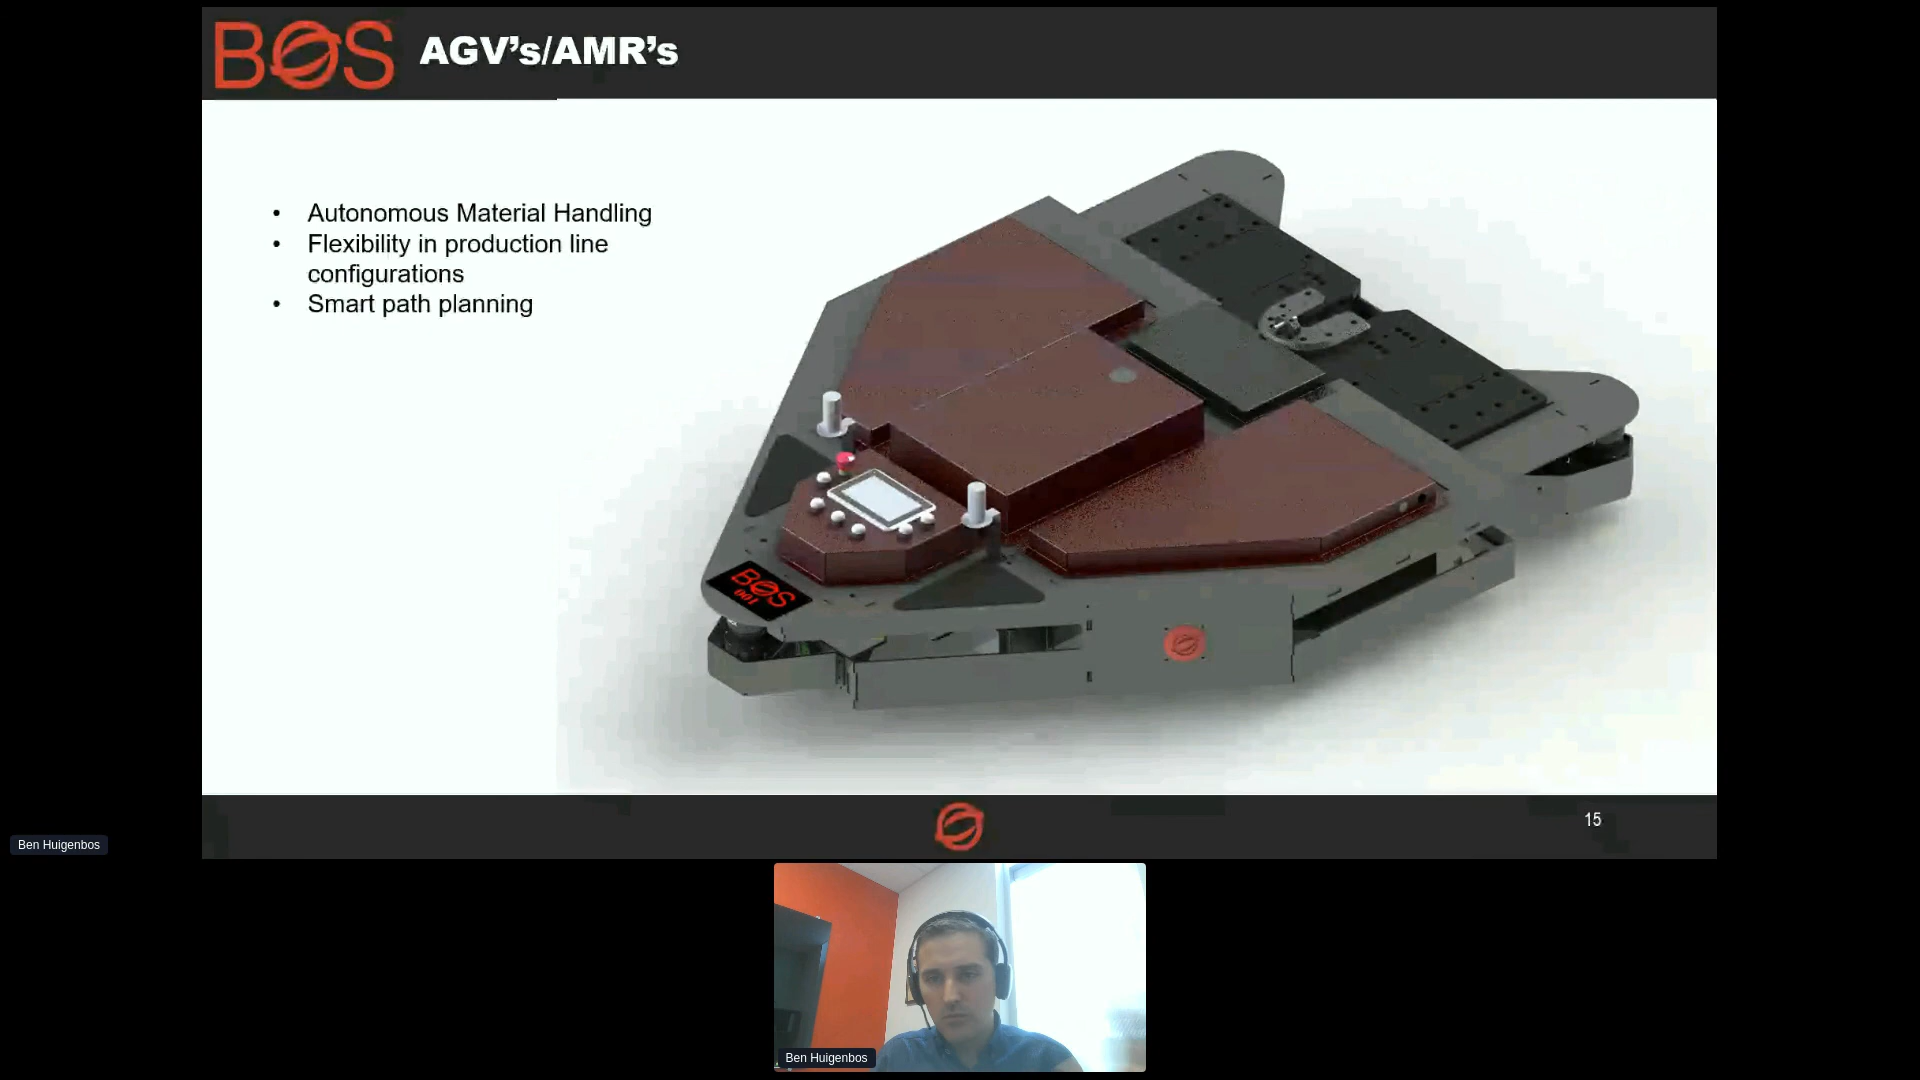 BOS
AGV's/AMR's
• Autonomous Material Handling
• Flexibility in production line
configurations
• Smart path planning
BOS
001
15
Ben Huigenbos
Ben Huigenbos